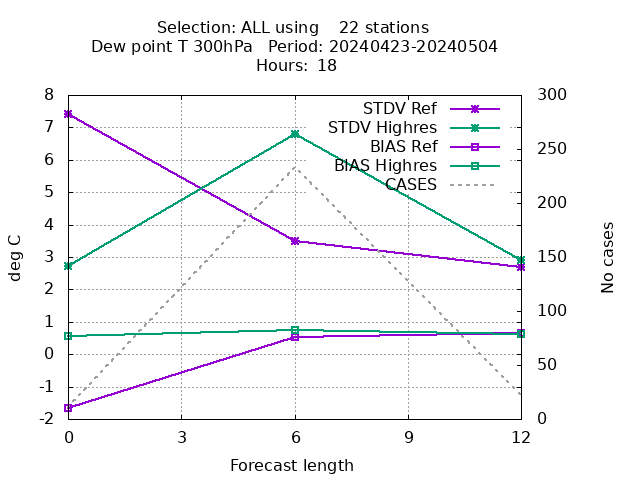 Selection: ALL using    22 stations
Dew point T 300hPa   Period: 20240423-20240504
Hours: 18
8
7
6
5
4
3
2
1
0
-1
-2
300
250
200
150
100
50
0
STDV Ref
STDV Highres
BIAS Ref
BIAS Highres
CASES
deg C
No cases
0
3
6
9
12
Forecast length